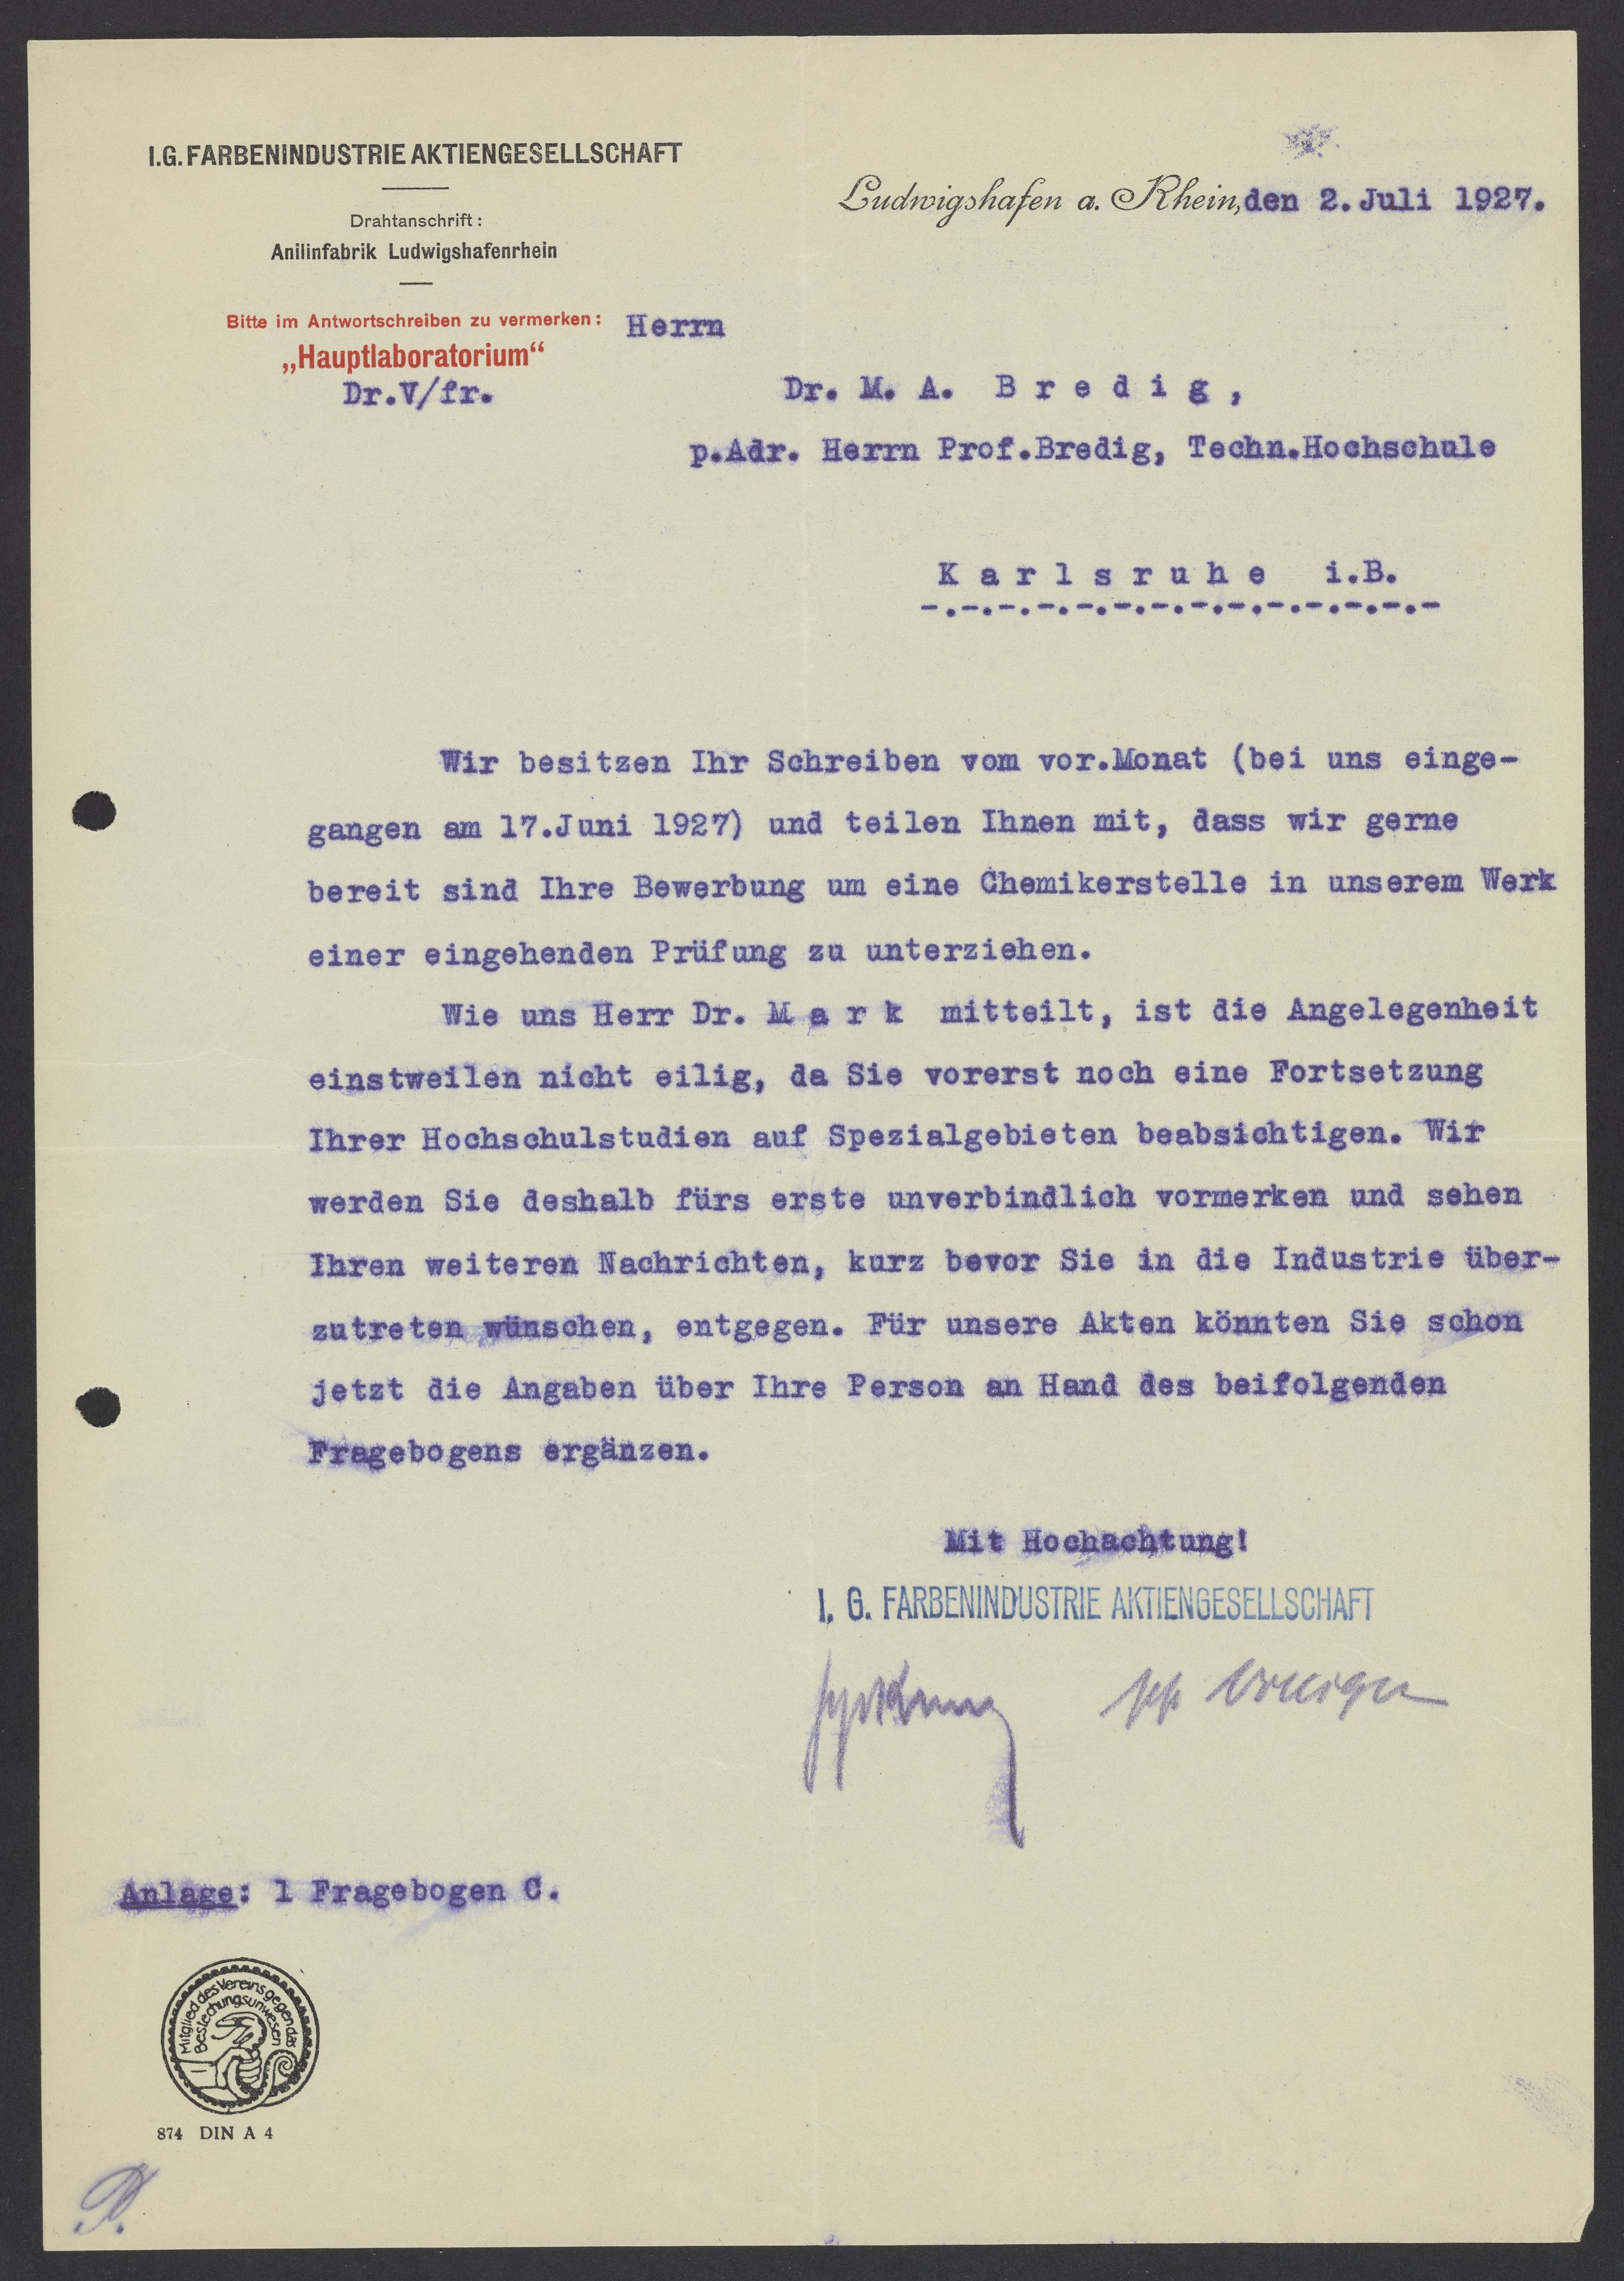 I.G. FARBENINDUSTRIE AKTIENGESELLSCHAFT
Drahtanschrift:
Anilinfabrik Ludwigshafenrhein
Ludwigshafen a. Rhein, den 2. Juli 1927.
Bitte im Antwortschreiben zu vermerken:
„Hauptlaboratorium“
Dr.V/fr.
Herrn
Dr. M. A. B r e d i g ,
p.Adr. Herrn Prof.Bredig, Techn.Hochschule
K a r l s r u h e i.B.
-.-.-.-.-.-.-.-.-.-.-.-.-.-
Wir besitzen Ihr Schreiben vom vor.Monat (bei uns einge-
gangen am 17.Juni 1927) und teilen Ihnen mit, dass wir gerne
bereit sind Ihre Bewerbung um eine Chemikerstelle in unserem Werk
einer eingehenden Prüfung zu unterziehen.
Wie uns Herr Dr. M a r k mitteilt, ist die Angelegenheit
einstweilen nicht eilig, da Sie vorerst noch eine Fortsetzung
Ihrer Hochschulstudien auf Spezialgebieten beabsichtigen. Wir
werden Sie deshalb fürs erste unverbindlich vormerken und sehen
Ihren weiteren Nachrichten, kurz bevor Sie in die Industrie über-
zutreten wünschen, entgegen. Für unsere Akten könnten Sie schon
jetzt die Angaben über Ihre Person an Hand des beifolgenden
Fragebogens ergänzen.
Mit Hochachtung!
I. G. FARBENINDUSTRIE AKTIENGESELLSCHAFT
Anlage: 1 Fragebogen C.
Mitglied des Vereins gegen das
Bestechungsunwesen
874 DIN A 4